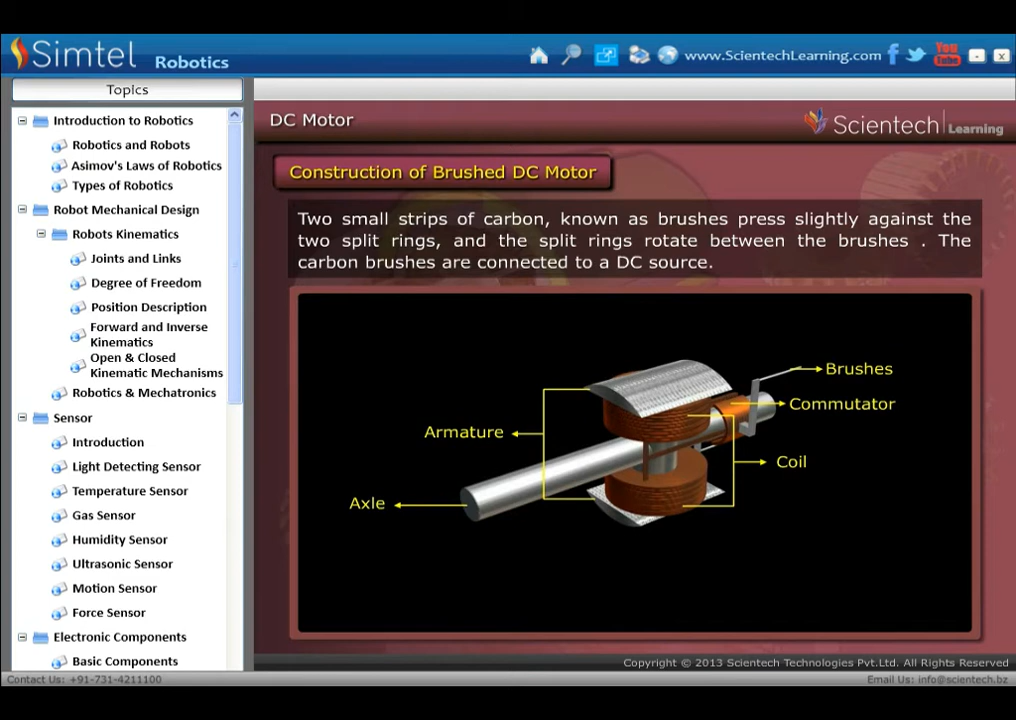 Simtel Robotics
www.ScientechLearning.com
You
Tube
Topics
Introduction to Robotics
Robotics and Robots
Asimov's Laws of Robotics
Types of Robotics
Robot Mechanical Design
Robots Kinematics
Joints and Links
Degree of Freedom
Position Description
Forward and Inverse
Kinematics
Open & Closed
Kinematic Mechanisms
Robotics & Mechatronics
Sensor
Introduction
Light Detecting Sensor
Temperature Sensor
Gas Sensor
Humidity Sensor
Ultrasonic Sensor
Motion Sensor
Force Sensor
Electronic Components
Basic Components
DC Motor
Scientech Learning
Construction of Brushed DC Motor
Two small strips of carbon, known as brushes press slightly against the
two split rings, and the split rings rotate between the brushes . The
carbon brushes are connected to a DC source.
Brushes
Commutator
Armature
Coil
Axle
Copyright © 2013 Scientech Technologies Pvt.Ltd. All Rights Reserved
Contact Us: +91-731-4211100
Email Us: info@scientech.bz